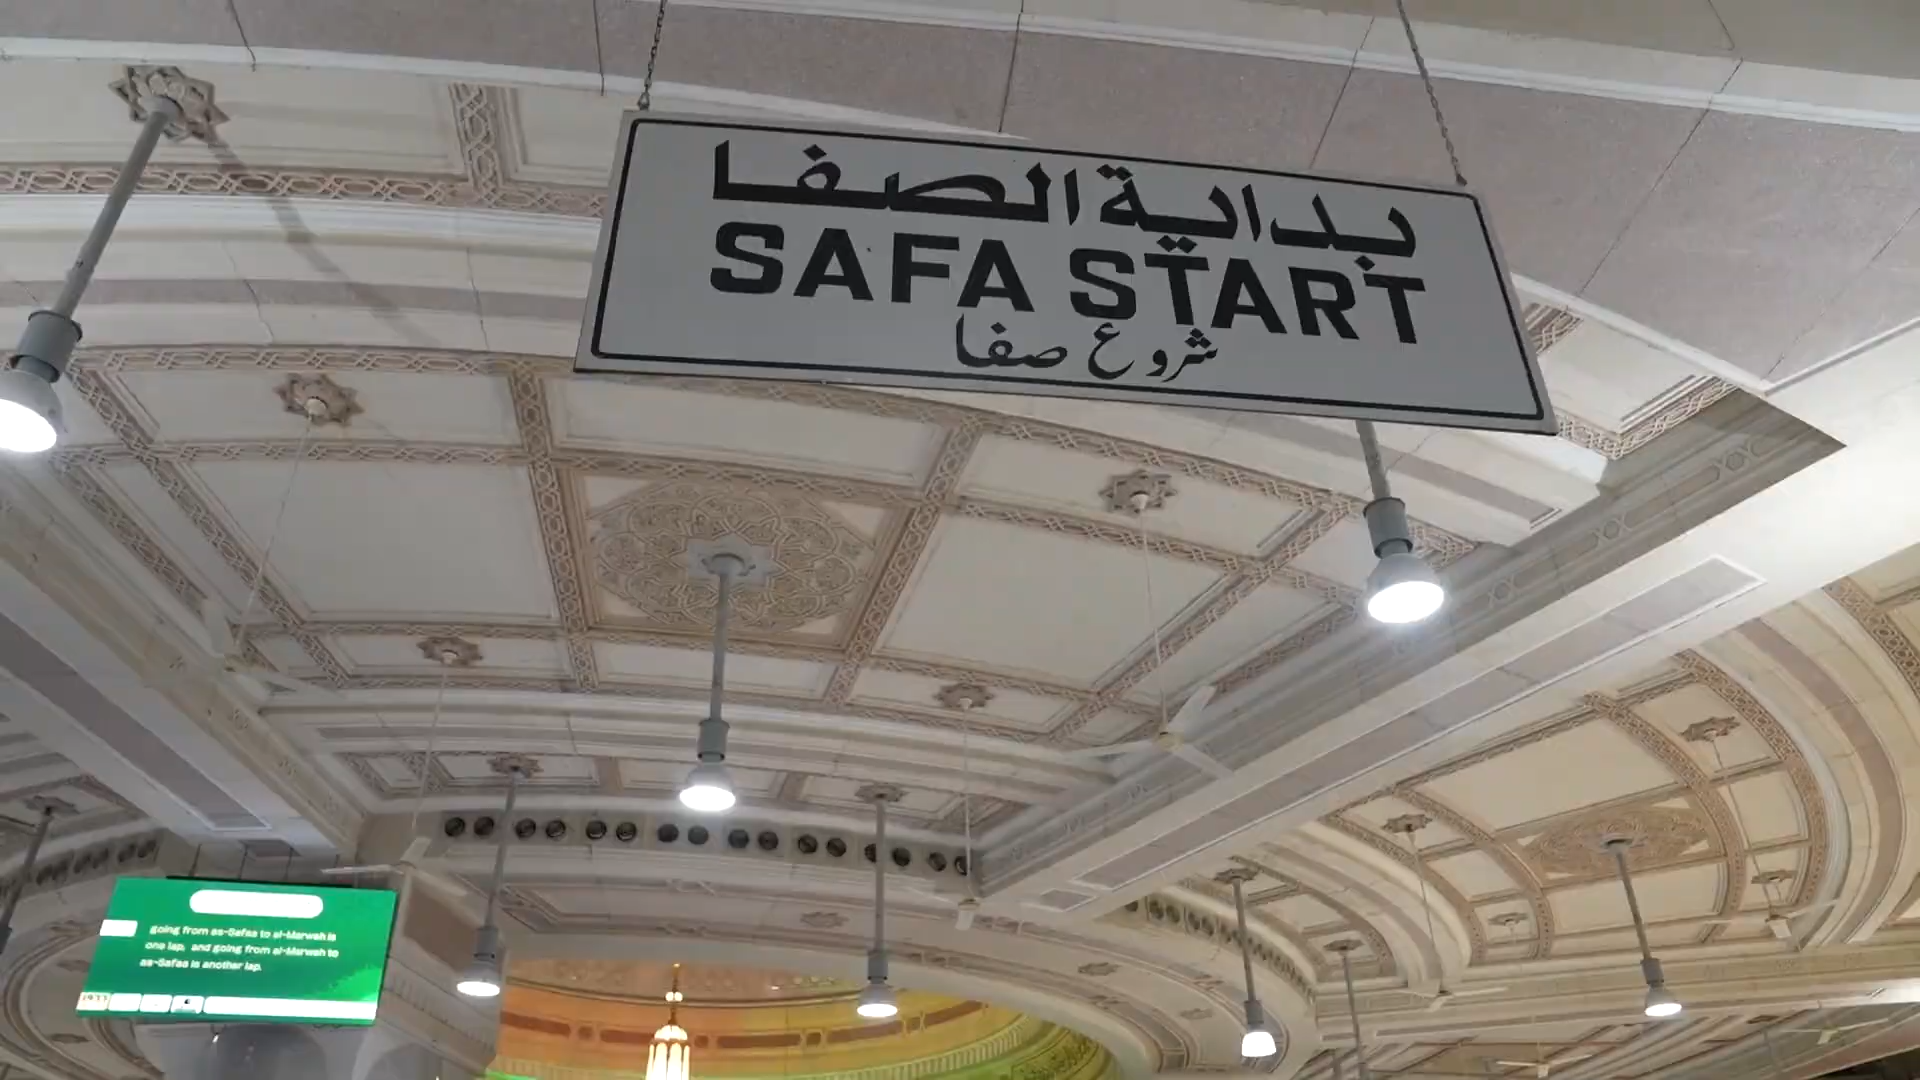 بداية الصفا
SAFA START
شروع صفا
going from as-Safaa to al-Marwah is
one lap, and going from al-Marwah to
as-Safaa is another lap.